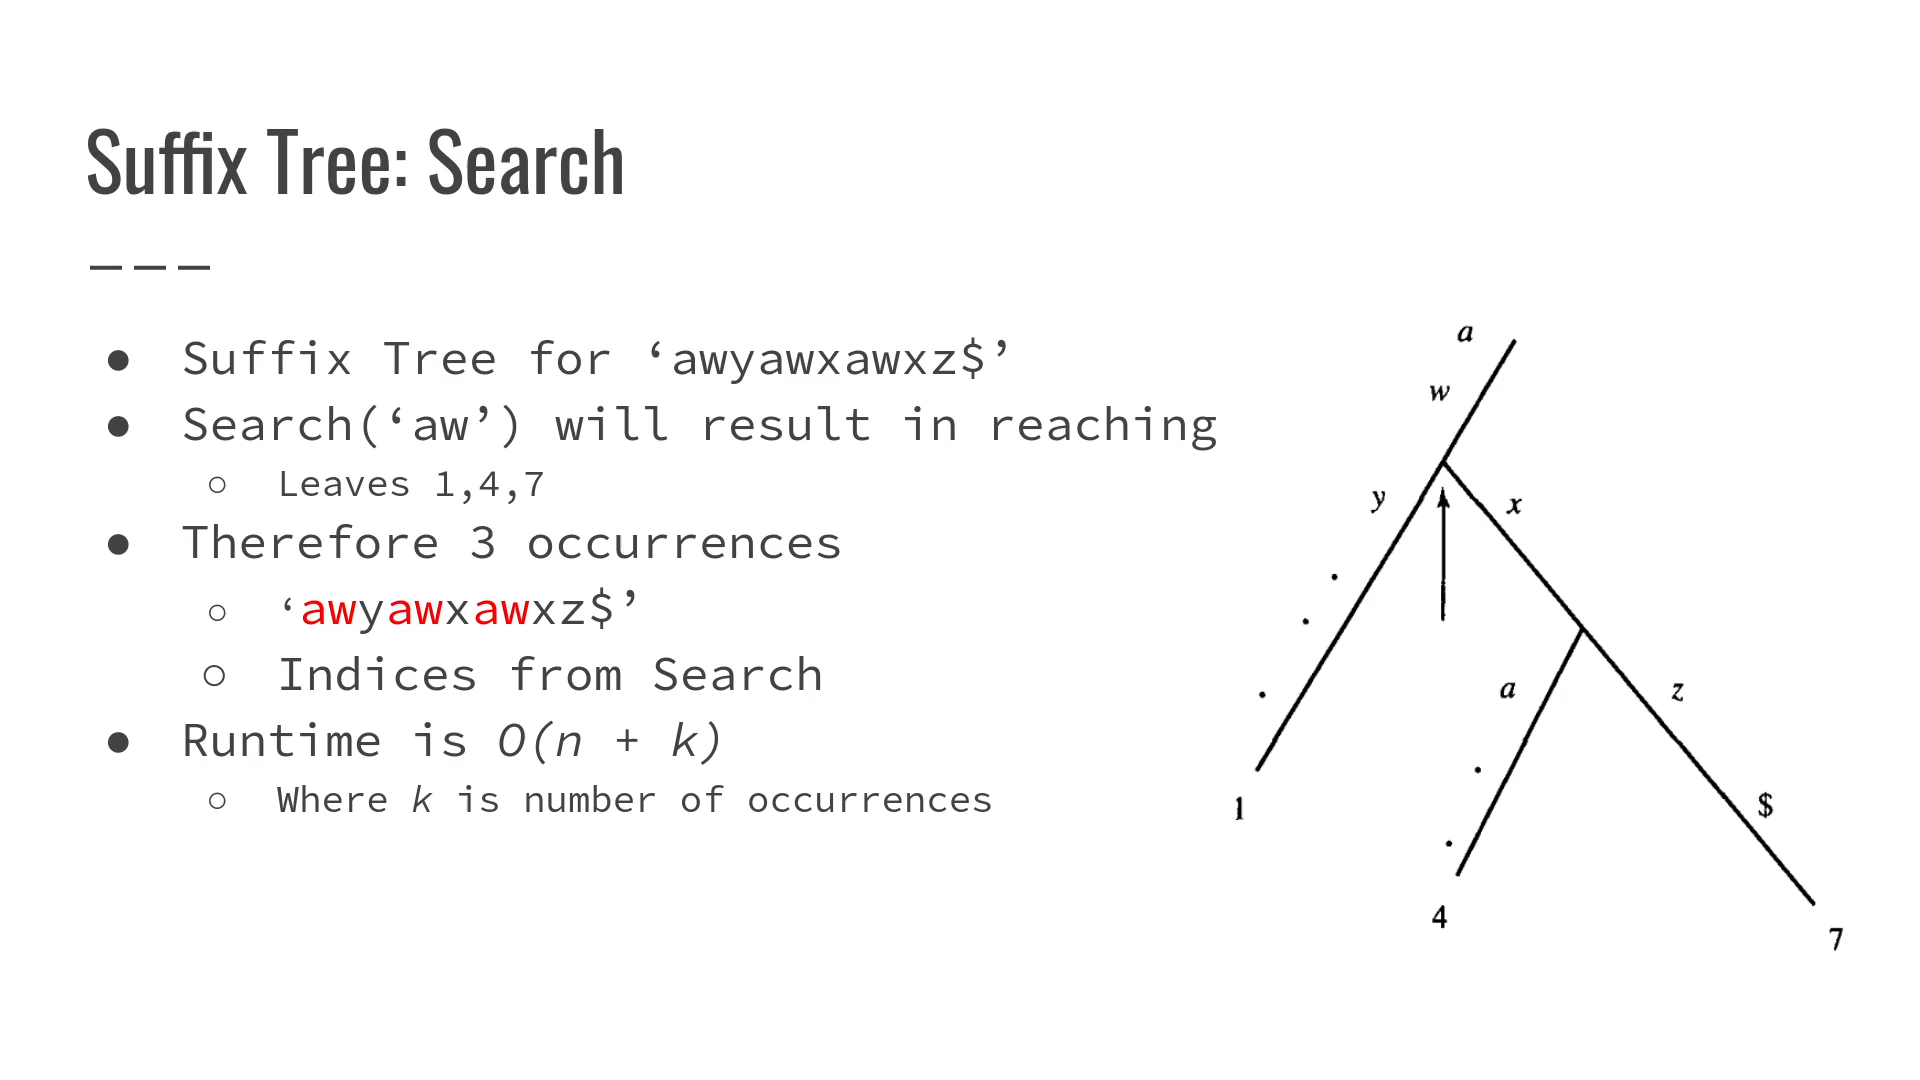 Suffix Tree: Search
● Suffix Tree for ‘awyawxawxz$’
● Search(‘aw’) will result in reaching
○ Leaves 1,4,7
● Therefore 3 occurrences
○ ‘awyawxawxz$’
○ Indices from Search
● Runtime is O(n + k)
○ Where k is number of occurrences
a
w
y
x
a
z
$
1
4
7